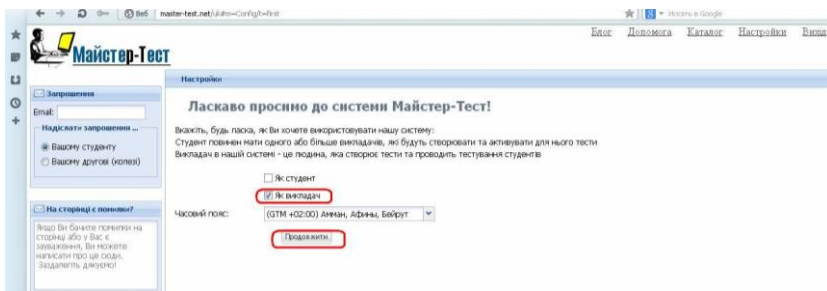 Веб
master-test.net/uk#m=Config/t=first
Искать в Google
Блог Допомога Каталог Настройки Вихід
Майстер-Тест
Настройки
Запрошення
Email:
Надіслати запрошення ...
Вашому студенту
Вашому другові (колезі)
Ласкаво просимо до системи Майстер-Тест!
Вкажіть, будь ласка, як Ви хочете використовувати нашу систему:
Студент повинен мати одного або більше викладачів, які будуть створювати та активувати для нього тести
Викладач в нашій системі - це людина, яка створює тести та проводить тестування студентів
Як студент
Як викладач
Часовий пояс: (GTM +02:00) Амман, Афины, Бейрут
Продовжити
На сторінці є помилки?
Якщо Ви бачите помилки на
сторінці або у Вас є
зауваження, Ви можете
написати про це сюди.
Заздалегіть дякуємо!